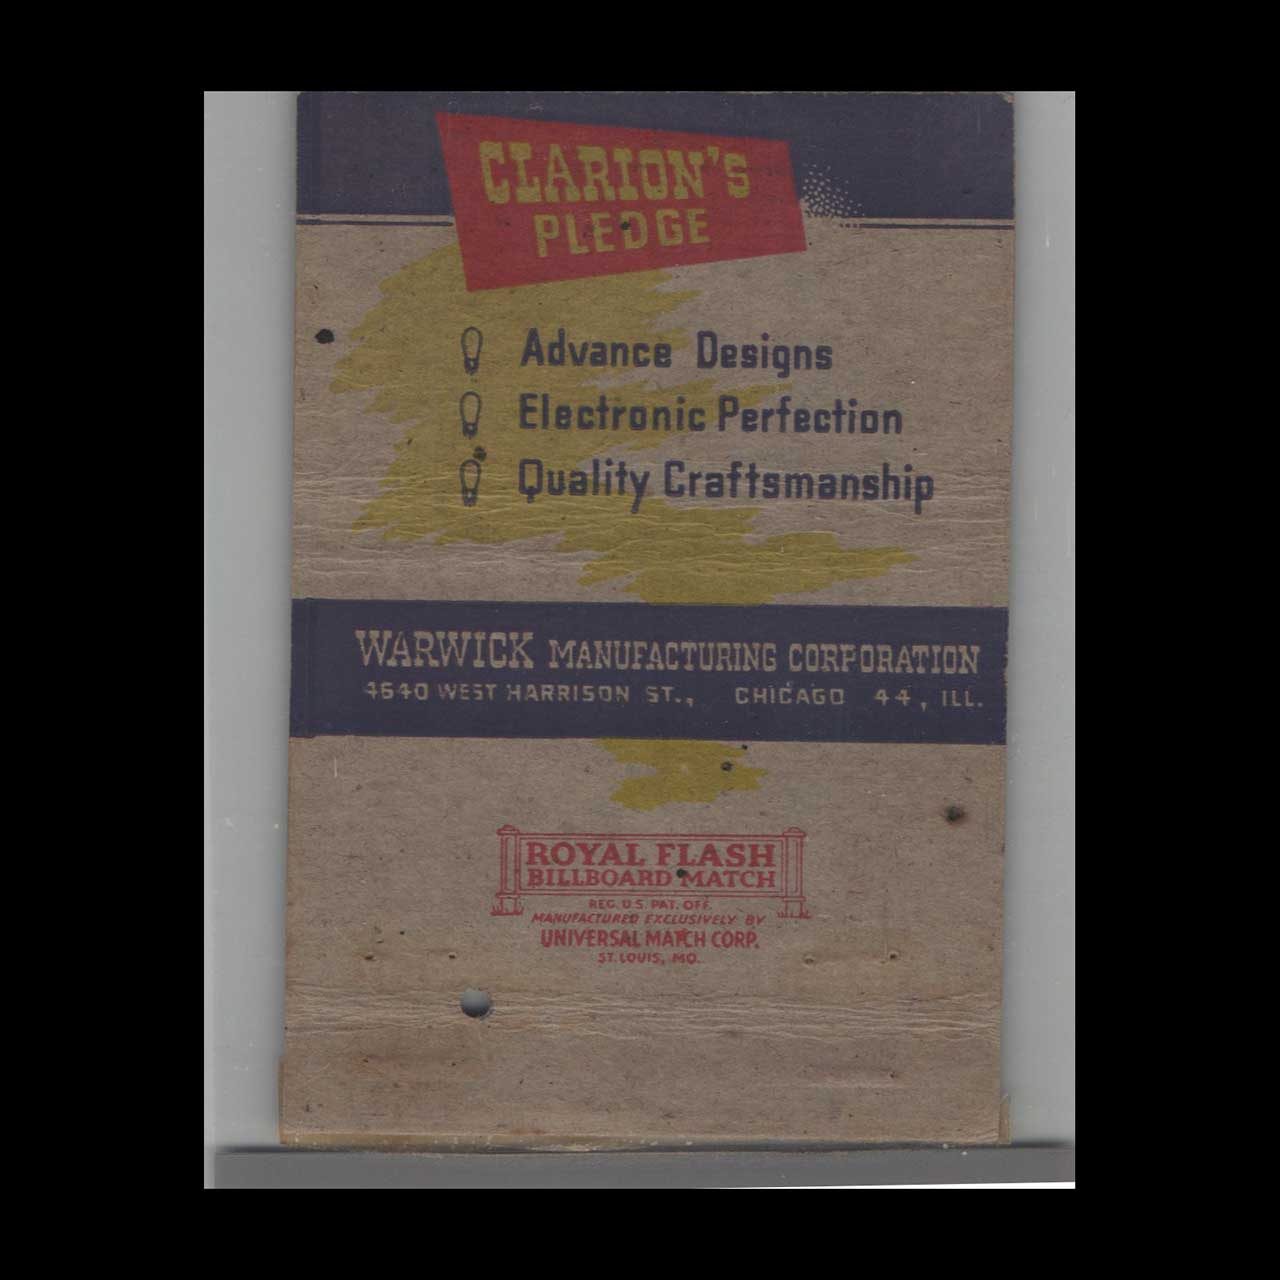 CLARION'S
PLEDGE
Advance Designs
Electronic Perfection
Quality Craftsmanship
WARWICK MANUFACTURING CORPORATION
4640 WEST HARRISON ST., CHICAGO 44, ILL.
ROYAL FLASH
BILLBOARD MATCH
REG. U.S. PAT. OFF.
MANUFACTURED EXCLUSIVELY BY
UNIVERSAL MATCH CORP.
ST. LOUIS, MO.